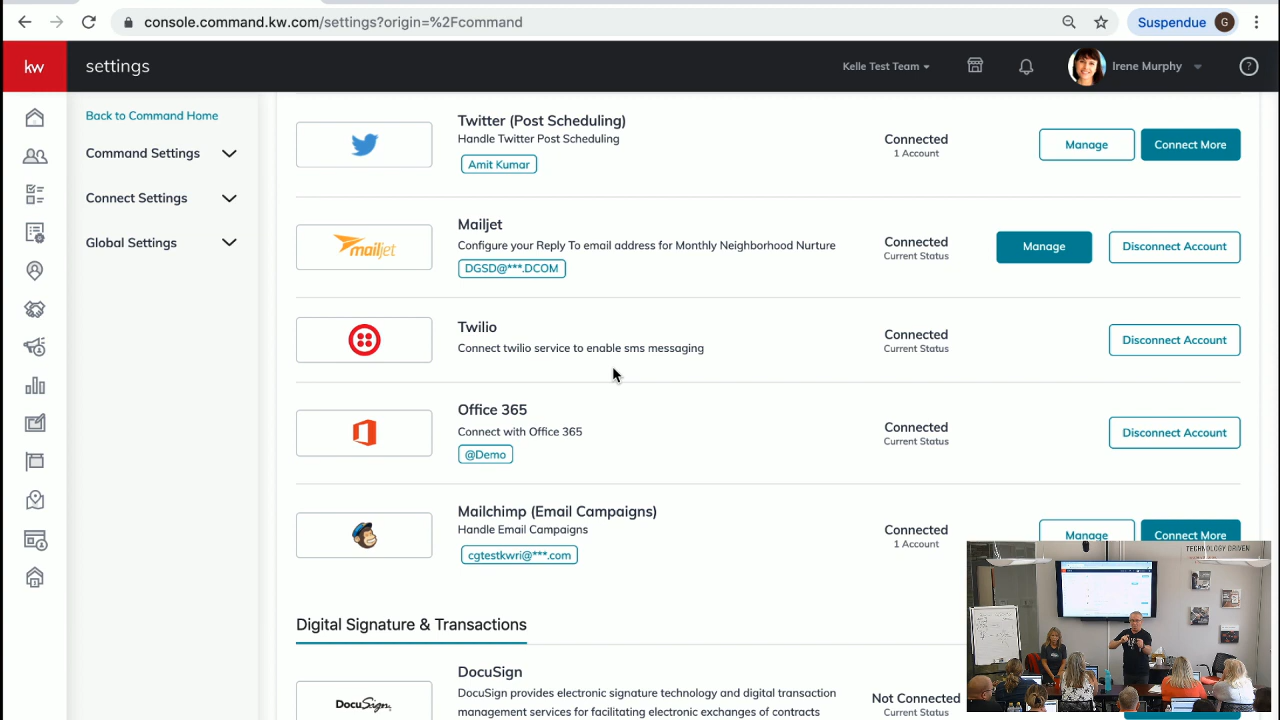 console.command.kw.com/settings?origin=%2Fcommand
Suspendue
G
kw
settings
Kelle Test Team
Irene Murphy
?
Back to Command Home
Command Settings
Connect Settings
Global Settings
Twitter (Post Scheduling)
Handle Twitter Post Scheduling
Amit Kumar
Connected
1 Account
Manage
Connect More
mailjet
Mailjet
Configure your Reply To email address for Monthly Neighborhood Nurture
DGSD@***.DCOM
Connected
Current Status
Manage
Disconnect Account
Twilio
Connect twilio service to enable sms messaging
Connected
Current Status
Disconnect Account
Office 365
Connect with Office 365
@Demo
Connected
Current Status
Disconnect Account
Mailchimp (Email Campaigns)
Handle Email Campaigns
cgtestkwri@***.com
Connected
1 Account
Manage
Connect More
TECHNOLOGY DRIVEN
Digital Signature & Transactions
DocuSign
DocuSign
DocuSign provides electronic signature technology and digital transaction
management services for facilitating electronic exchanges of contracts
Not Connected
Current Status